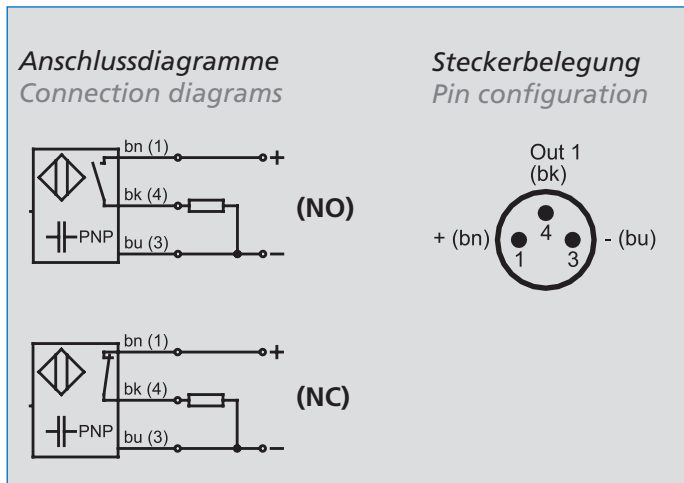 Anschlussdiagramme
Connection diagrams
bn (1)
+
bk (4)
(NO)
PNP
bu (3)
–
bn (1)
+
bk (4)
(NC)
PNP
bu (3)
–
Steckerbelegung
Pin configuration
Out 1
(bk)
+ (bn)
4
- (bu)
1
3